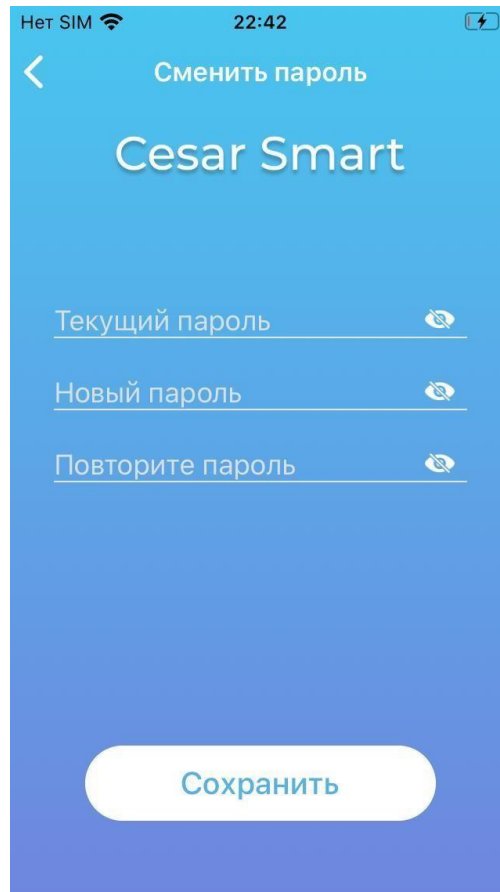 Нет SIM 22:42
Сменить пароль
Cesar Smart
Текущий пароль
Новый пароль
Повторите пароль
Сохранить